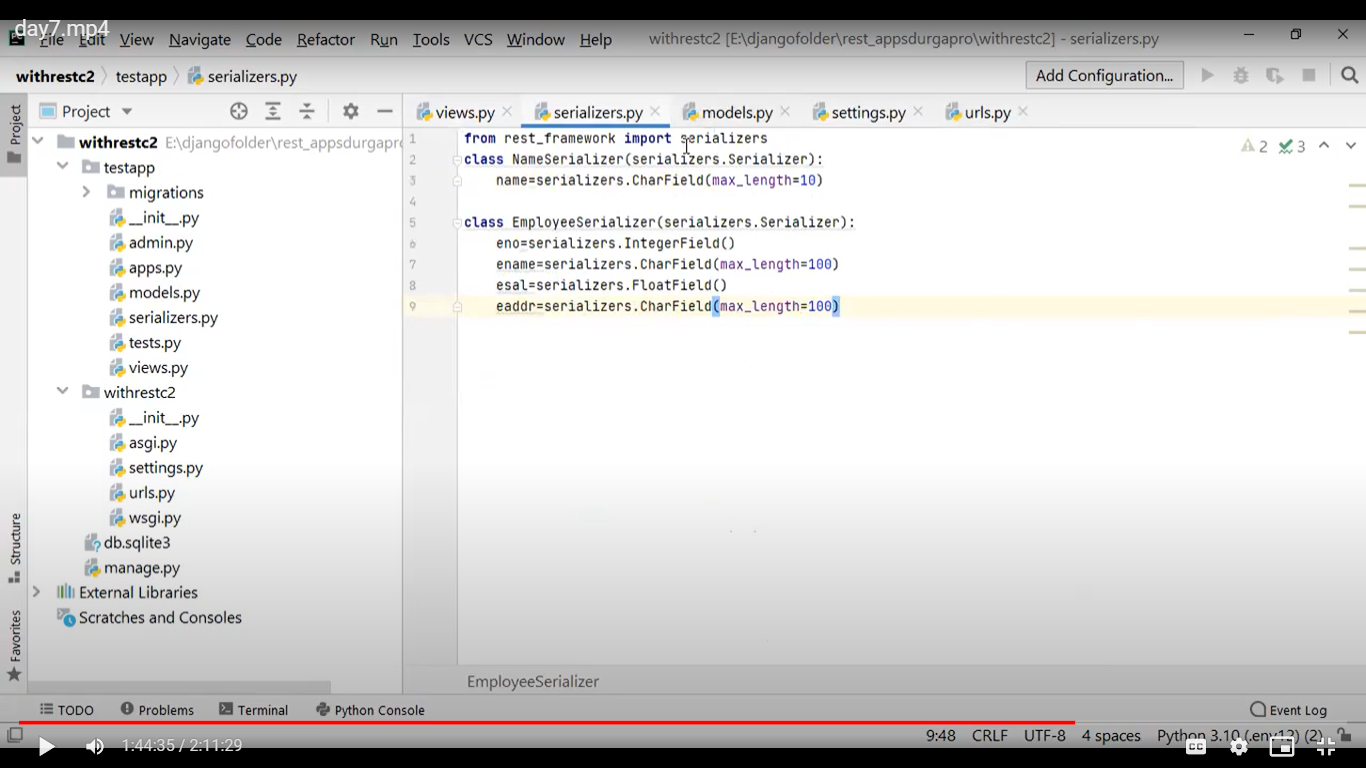 day7.mp4
File Edit View Navigate Code Refactor Run Tools VCS Window Help withrestc2 [E:\djangofolder\rest_appsdurgapro\withrestc2] - serializers.py
withrestc2 testapp serializers.py Add Configuration...
Project
Project
views.py serializers.py models.py settings.py urls.py
withrestc2 E:\djangofolder\rest_appsdurgapro
testapp
migrations
__init__.py
admin.py
apps.py
models.py
serializers.py
tests.py
views.py
withrestc2
__init__.py
asgi.py
settings.py
urls.py
wsgi.py
db.sqlite3
manage.py
External Libraries
Scratches and Consoles
Structure
Favorites
1 from rest_framework import serializers
2 class NameSerializer(serializers.Serializer):
3 name=serializers.CharField(max_length=10)
4
5 class EmployeeSerializer(serializers.Serializer):
6 eno=serializers.IntegerField()
7 ename=serializers.CharField(max_length=100)
8 esal=serializers.FloatField()
9 eaddr=serializers.CharField(max_length=100)
2 3
EmployeeSerializer
TODO Problems Terminal Python Console Event Log
9:48 CRLF UTF-8 4 spaces Python 3.10 (.env12) (2)
1:44:35 / 2:11:29
CC